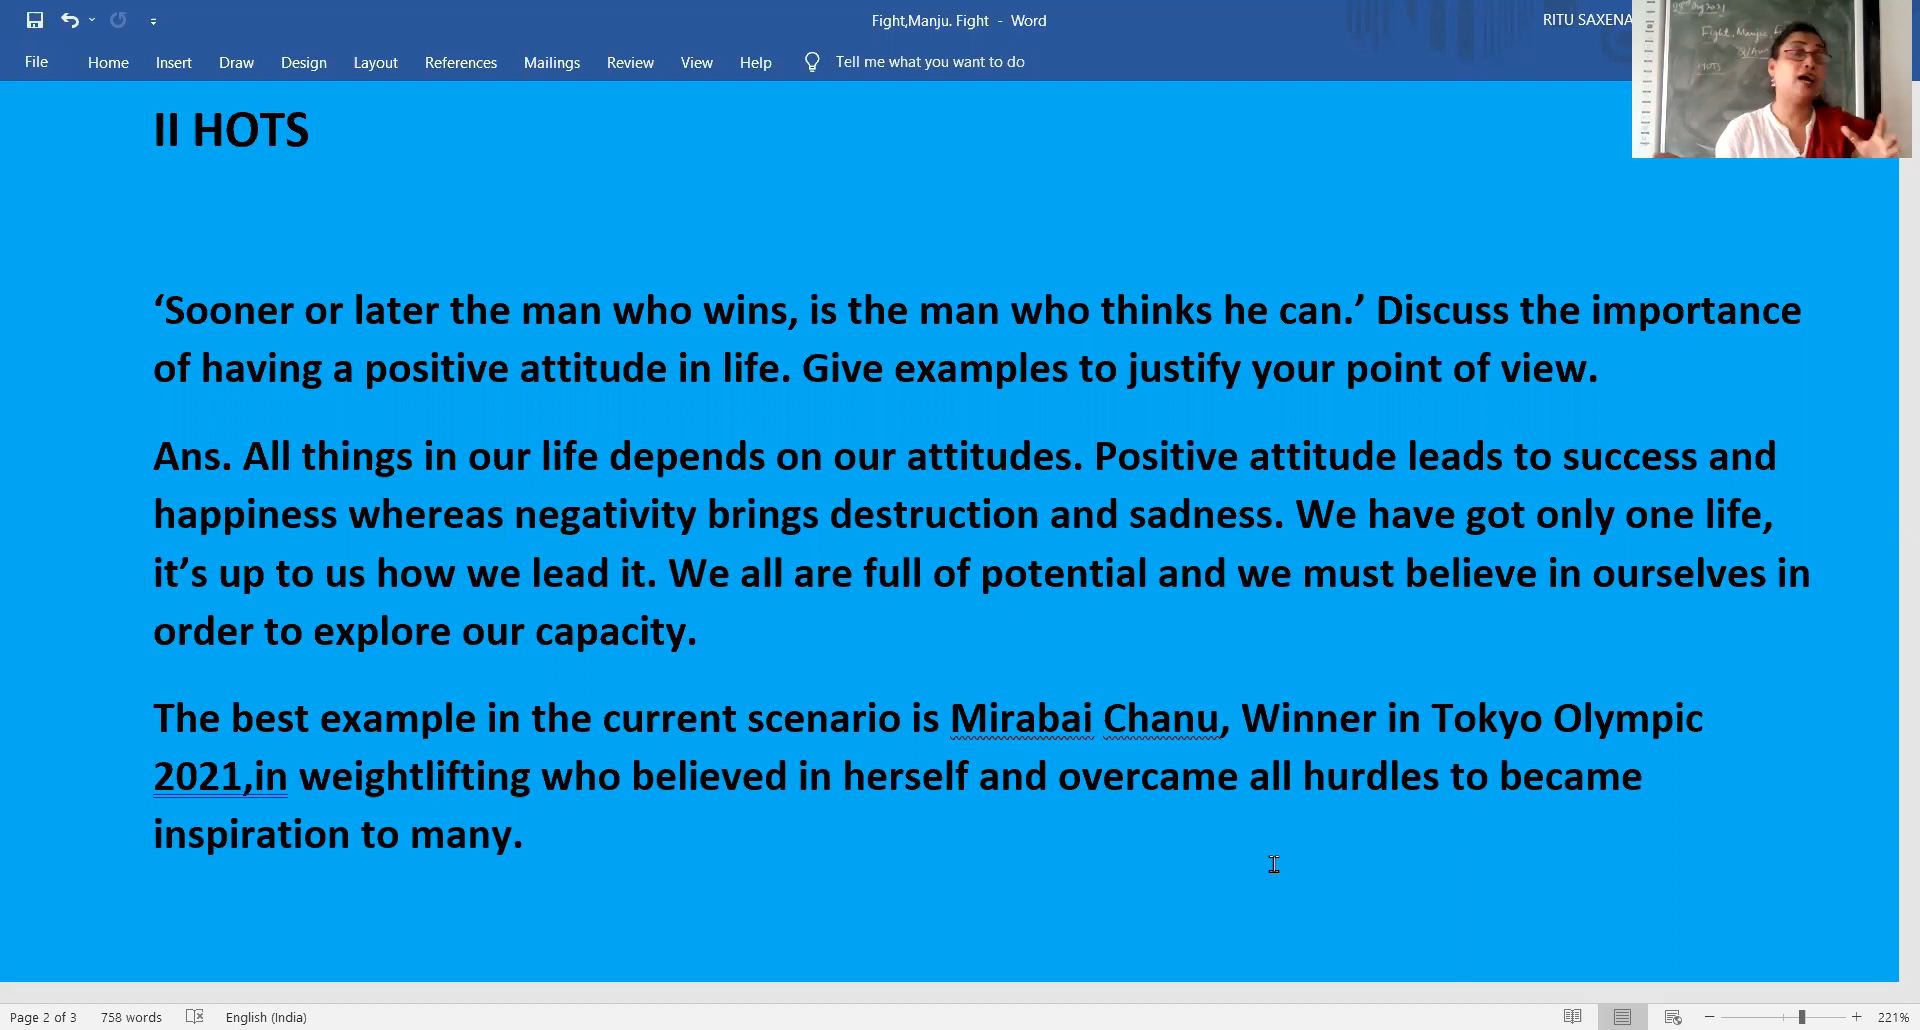 Fight,Manju. Fight - Word
RITU SAXENA
File Home Insert Draw Design Layout References Mailings Review View Help Tell me what you want to do
Fight, Manju,
HOTS
II HOTS
‘Sooner or later the man who wins, is the man who thinks he can.’ Discuss the importance
of having a positive attitude in life. Give examples to justify your point of view.
Ans. All things in our life depends on our attitudes. Positive attitude leads to success and
happiness whereas negativity brings destruction and sadness. We have got only one life,
it’s up to us how we lead it. We all are full of potential and we must believe in ourselves in
order to explore our capacity.
The best example in the current scenario is Mirabai Chanu, Winner in Tokyo Olympic
2021,in weightlifting who believed in herself and overcame all hurdles to became
inspiration to many.
Page 2 of 3 758 words English (India) 221%